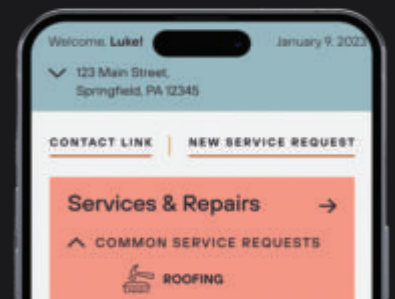 Welcome, Luke!
January 9, 2023
123 Main Street,
Springfield, PA 12345
CONTACT LINK
NEW SERVICE REQUEST
Services & Repairs
COMMON SERVICE REQUESTS
ROOFING